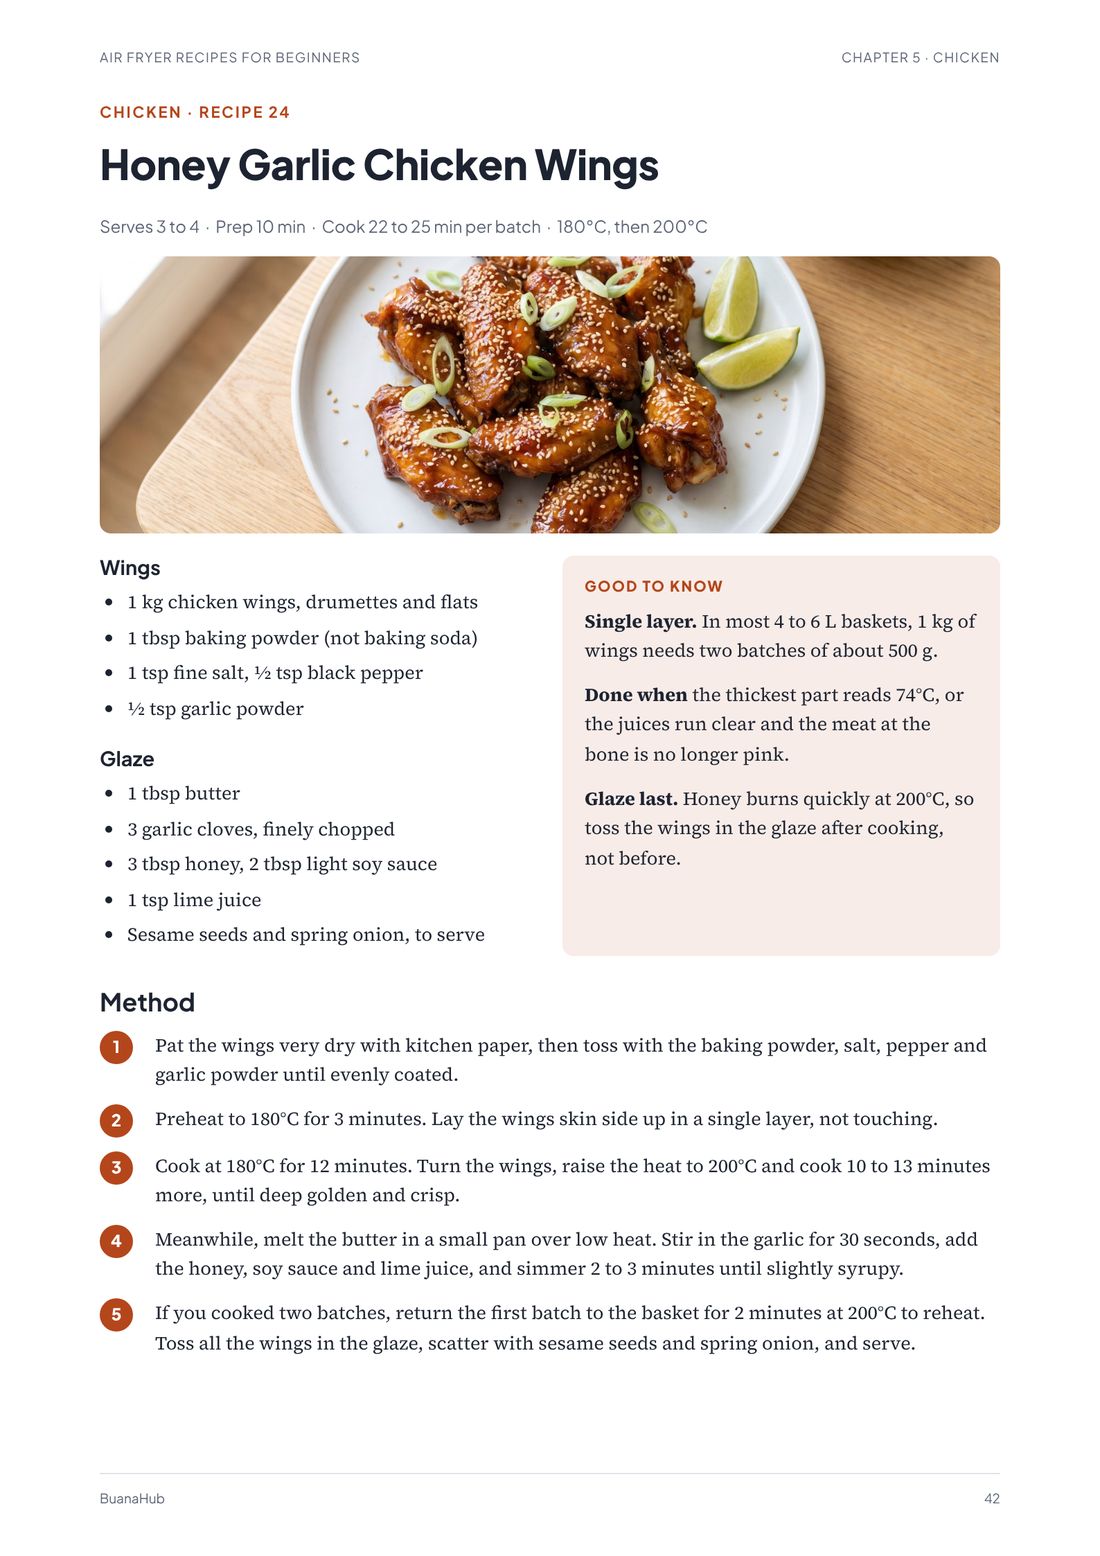 AIR FRYER RECIPES FOR BEGINNERS
CHAPTER 5 · CHICKEN
CHICKEN · RECIPE 24
Honey Garlic Chicken Wings
Serves 3 to 4 · Prep 10 min · Cook 22 to 25 min per batch · 180°C, then 200°C
Wings
• 1 kg chicken wings, drumettes and flats
• 1 tbsp baking powder (not baking soda)
• 1 tsp fine salt, ½ tsp black pepper
• ½ tsp garlic powder
Glaze
• 1 tbsp butter
• 3 garlic cloves, finely chopped
• 3 tbsp honey, 2 tbsp light soy sauce
• 1 tsp lime juice
• Sesame seeds and spring onion, to serve
GOOD TO KNOW
Single layer. In most 4 to 6 L baskets, 1 kg of
wings needs two batches of about 500 g.
Done when the thickest part reads 74°C, or
the juices run clear and the meat at the
bone is no longer pink.
Glaze last. Honey burns quickly at 200°C, so
toss the wings in the glaze after cooking,
not before.
Method
1 Pat the wings very dry with kitchen paper, then toss with the baking powder, salt, pepper and
garlic powder until evenly coated.
2 Preheat to 180°C for 3 minutes. Lay the wings skin side up in a single layer, not touching.
3 Cook at 180°C for 12 minutes. Turn the wings, raise the heat to 200°C and cook 10 to 13 minutes
more, until deep golden and crisp.
4 Meanwhile, melt the butter in a small pan over low heat. Stir in the garlic for 30 seconds, add
the honey, soy sauce and lime juice, and simmer 2 to 3 minutes until slightly syrupy.
5 If you cooked two batches, return the first batch to the basket for 2 minutes at 200°C to reheat.
Toss all the wings in the glaze, scatter with sesame seeds and spring onion, and serve.
BuanaHub
42